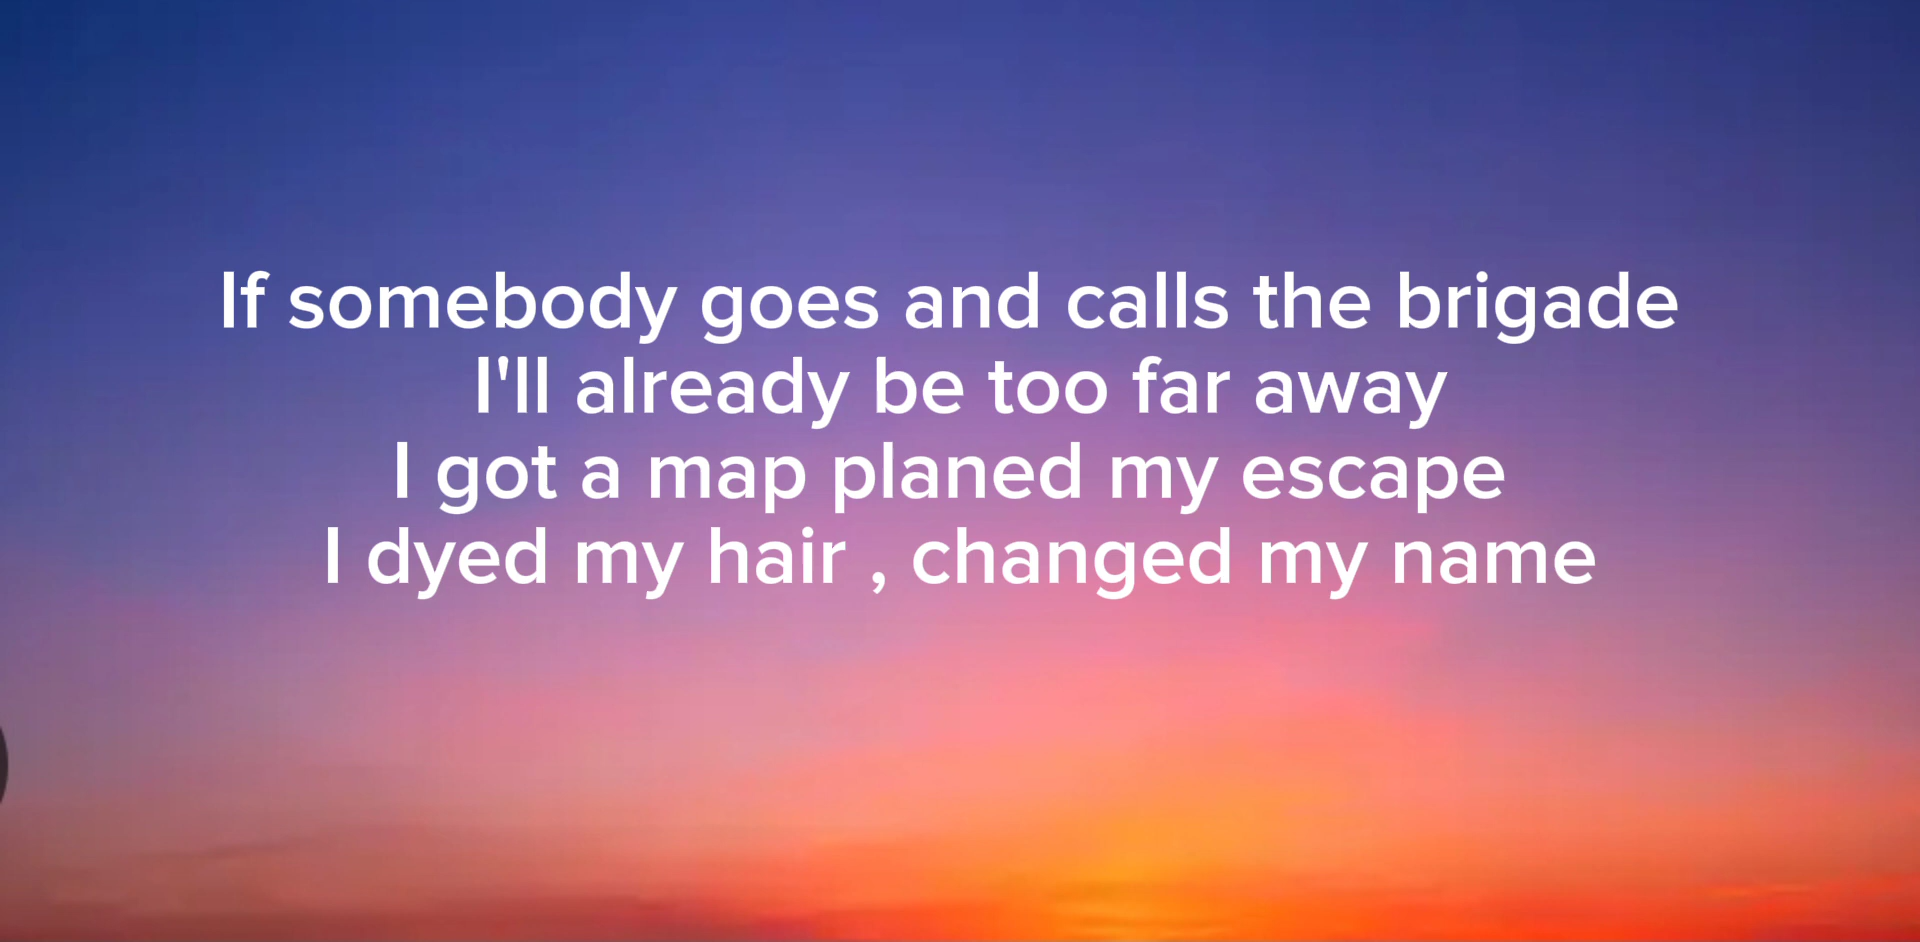 If somebody goes and calls the brigade
I'll already be too far away
I got a map planed my escape
I dyed my hair , changed my name